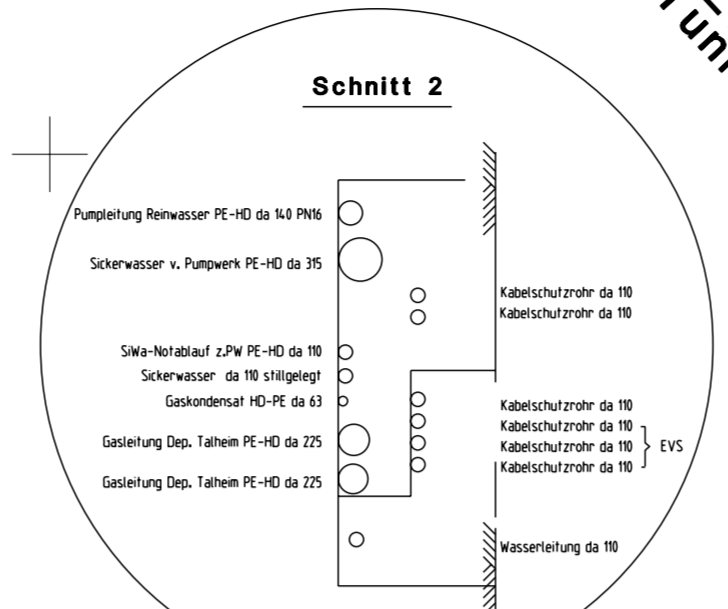 Schnitt 2
Pumpleitung Reinwasser PE-HD da 140 PN16
Sickerwasser v. Pumpwerk PE-HD da 315
Kabelschutzrohr da 110
Kabelschutzrohr da 110
SiWa-Notablauf z.PW PE-HD da 110
Sickerwasser da 110 stillgelegt
Gaskondensat HD-PE da 63
Gasleitung Dep. Talheim PE-HD da 225
Gasleitung Dep. Talheim PE-HD da 225
Kabelschutzrohr da 110
Kabelschutzrohr da 110
Kabelschutzrohr da 110
Kabelschutzrohr da 110
EVS
Wasserleitung da 110